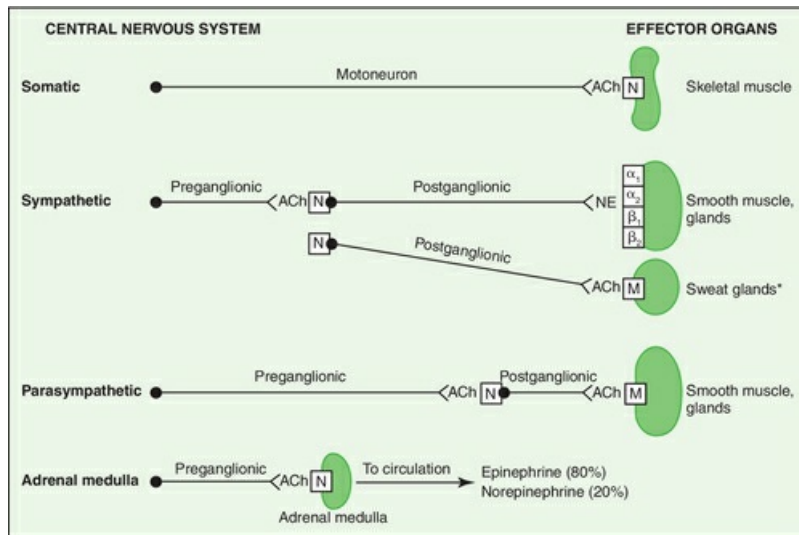 CENTRAL NERVOUS SYSTEM
EFFECTOR ORGANS
Somatic
Motoneuron
ACh
N
Skeletal muscle
Sympathetic
Preganglionic
ACh
N
Postganglionic
NE
α1
α2
β1
β2
Smooth muscle,
glands
N
Postganglionic
ACh
M
Sweat glands*
Parasympathetic
Preganglionic
ACh
N
Postganglionic
ACh
M
Smooth muscle,
glands
Adrenal medulla
Preganglionic
ACh
N
Adrenal medulla
To circulation
Epinephrine (80%)
Norepinephrine (20%)